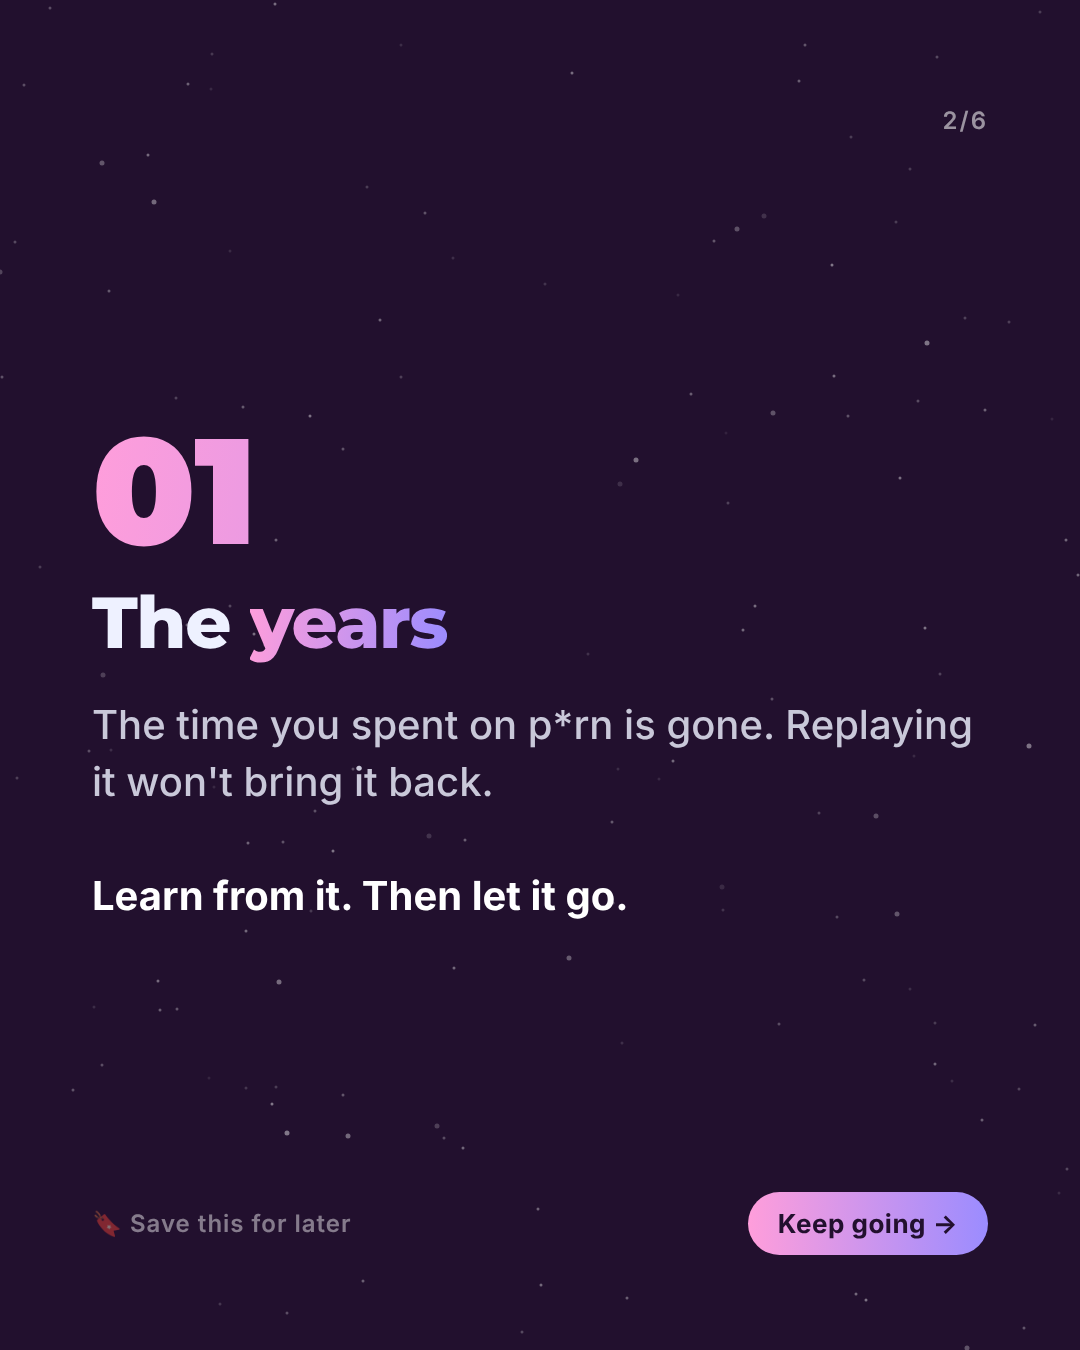 2/6
01
The years
The time you spent on p*rn is gone. Replaying
it won't bring it back.
Learn from it. Then let it go.
🔖 Save this for later
Keep going →